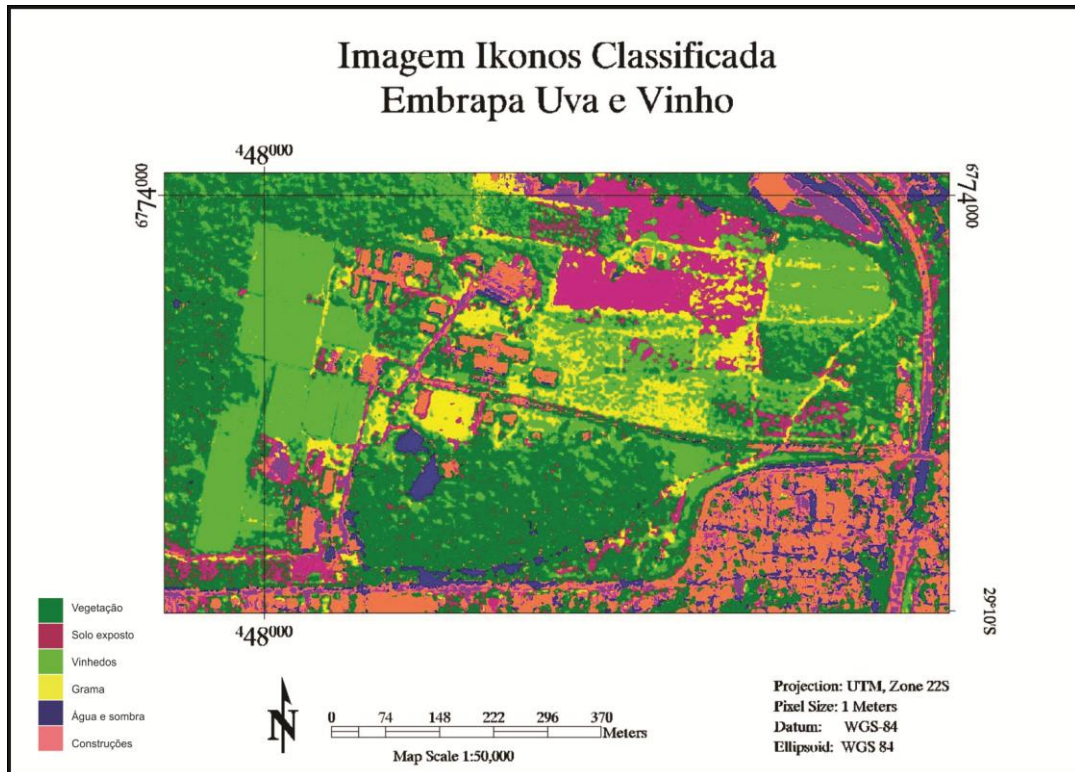 Imagem Ikonos Classificada
Embrapa Uva e Vinho
448000
6774000
6774000
448000
29°10'S
Vegetação
Solo exposto
Vinhedos
Grama
Água e sombra
Construções
N
0 74 148 222 296 370
Meters
Map Scale 1:50,000
Projection: UTM, Zone 22S
Pixel Size: 1 Meters
Datum: WGS-84
Ellipsoid: WGS 84